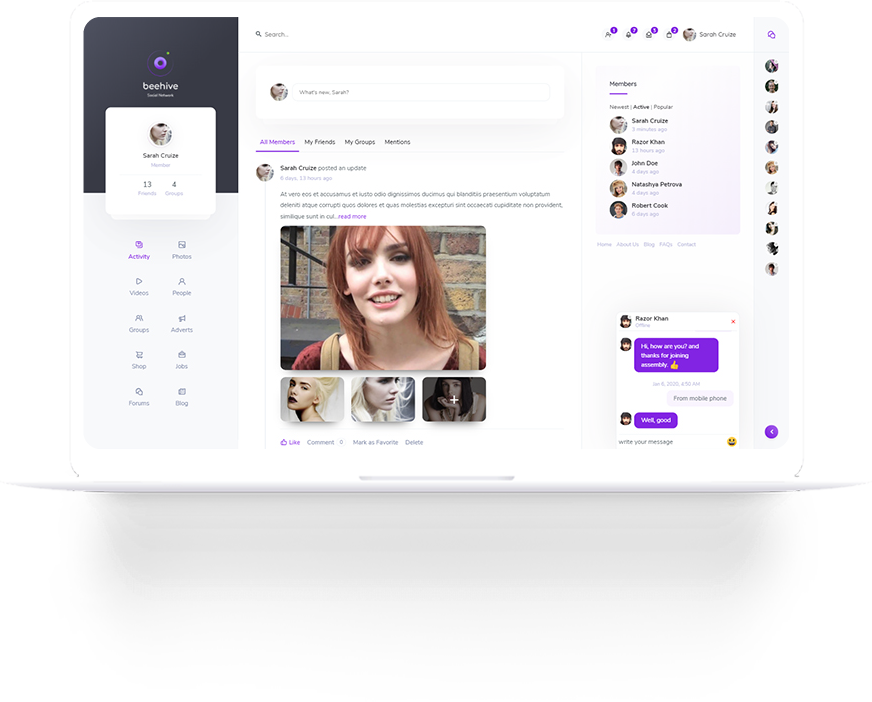 beehive
Social Network
Sarah Cruize
Member
13 4
Friends Groups
Activity Photos
Videos People
Groups Adverts
Shop Jobs
Forums Blog
Search...
Sarah Cruize
What's new, Sarah?
All Members My Friends My Groups Mentions
Sarah Cruize posted an update
6 days, 13 hours ago
At vero eos et accusamus et iusto odio dignissimos ducimus qui blanditiis praesentium voluptatum
deleniti atque corrupti quos dolores et quas molestias excepturi sint occaecati cupiditate non provident,
similique sunt in cul...read more
Like Comment 0 Mark as Favorite Delete
Members
Newest | Active | Popular
Sarah Cruize
3 minutes ago
Razor Khan
13 hours ago
John Doe
4 days ago
Natashya Petrova
4 days ago
Robert Cook
6 days ago
Home About Us Blog FAQs Contact
Razor Khan
Offline
Hi, how are you? and
thanks for joining
assembly. 👍
Jan 6, 2020, 4:50 AM
From mobile phone
Well, good
write your message